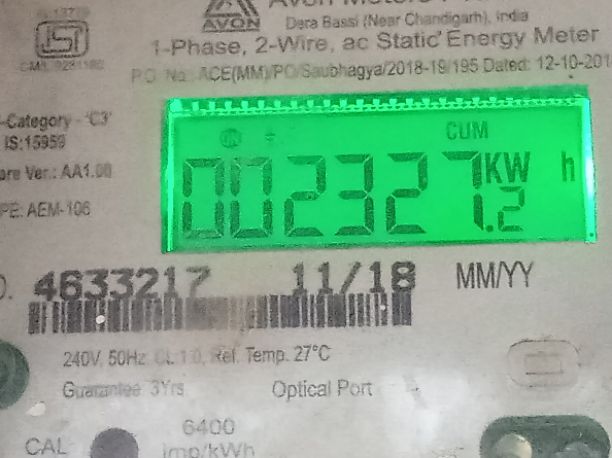 AVON
Dera Bassi (Near Chandigarh), India
1-Phase, 2-Wire, ac Static Energy Meter
P.O. No.: ACE(MM)/PO/Saubhagya/2018-19/195 Dated: 12-10-201
-Category - 'C3'
IS:15959
are Ver.: AA1.00
PE: AEM-106
CUM
002327.2 KW h
4633217 11/18 MM/YY
240V, 50Hz Cl.1.0, Ref. Temp. 27°C
Guarantee 3Yrs Optical Port
6400
imp/kWh
CAL